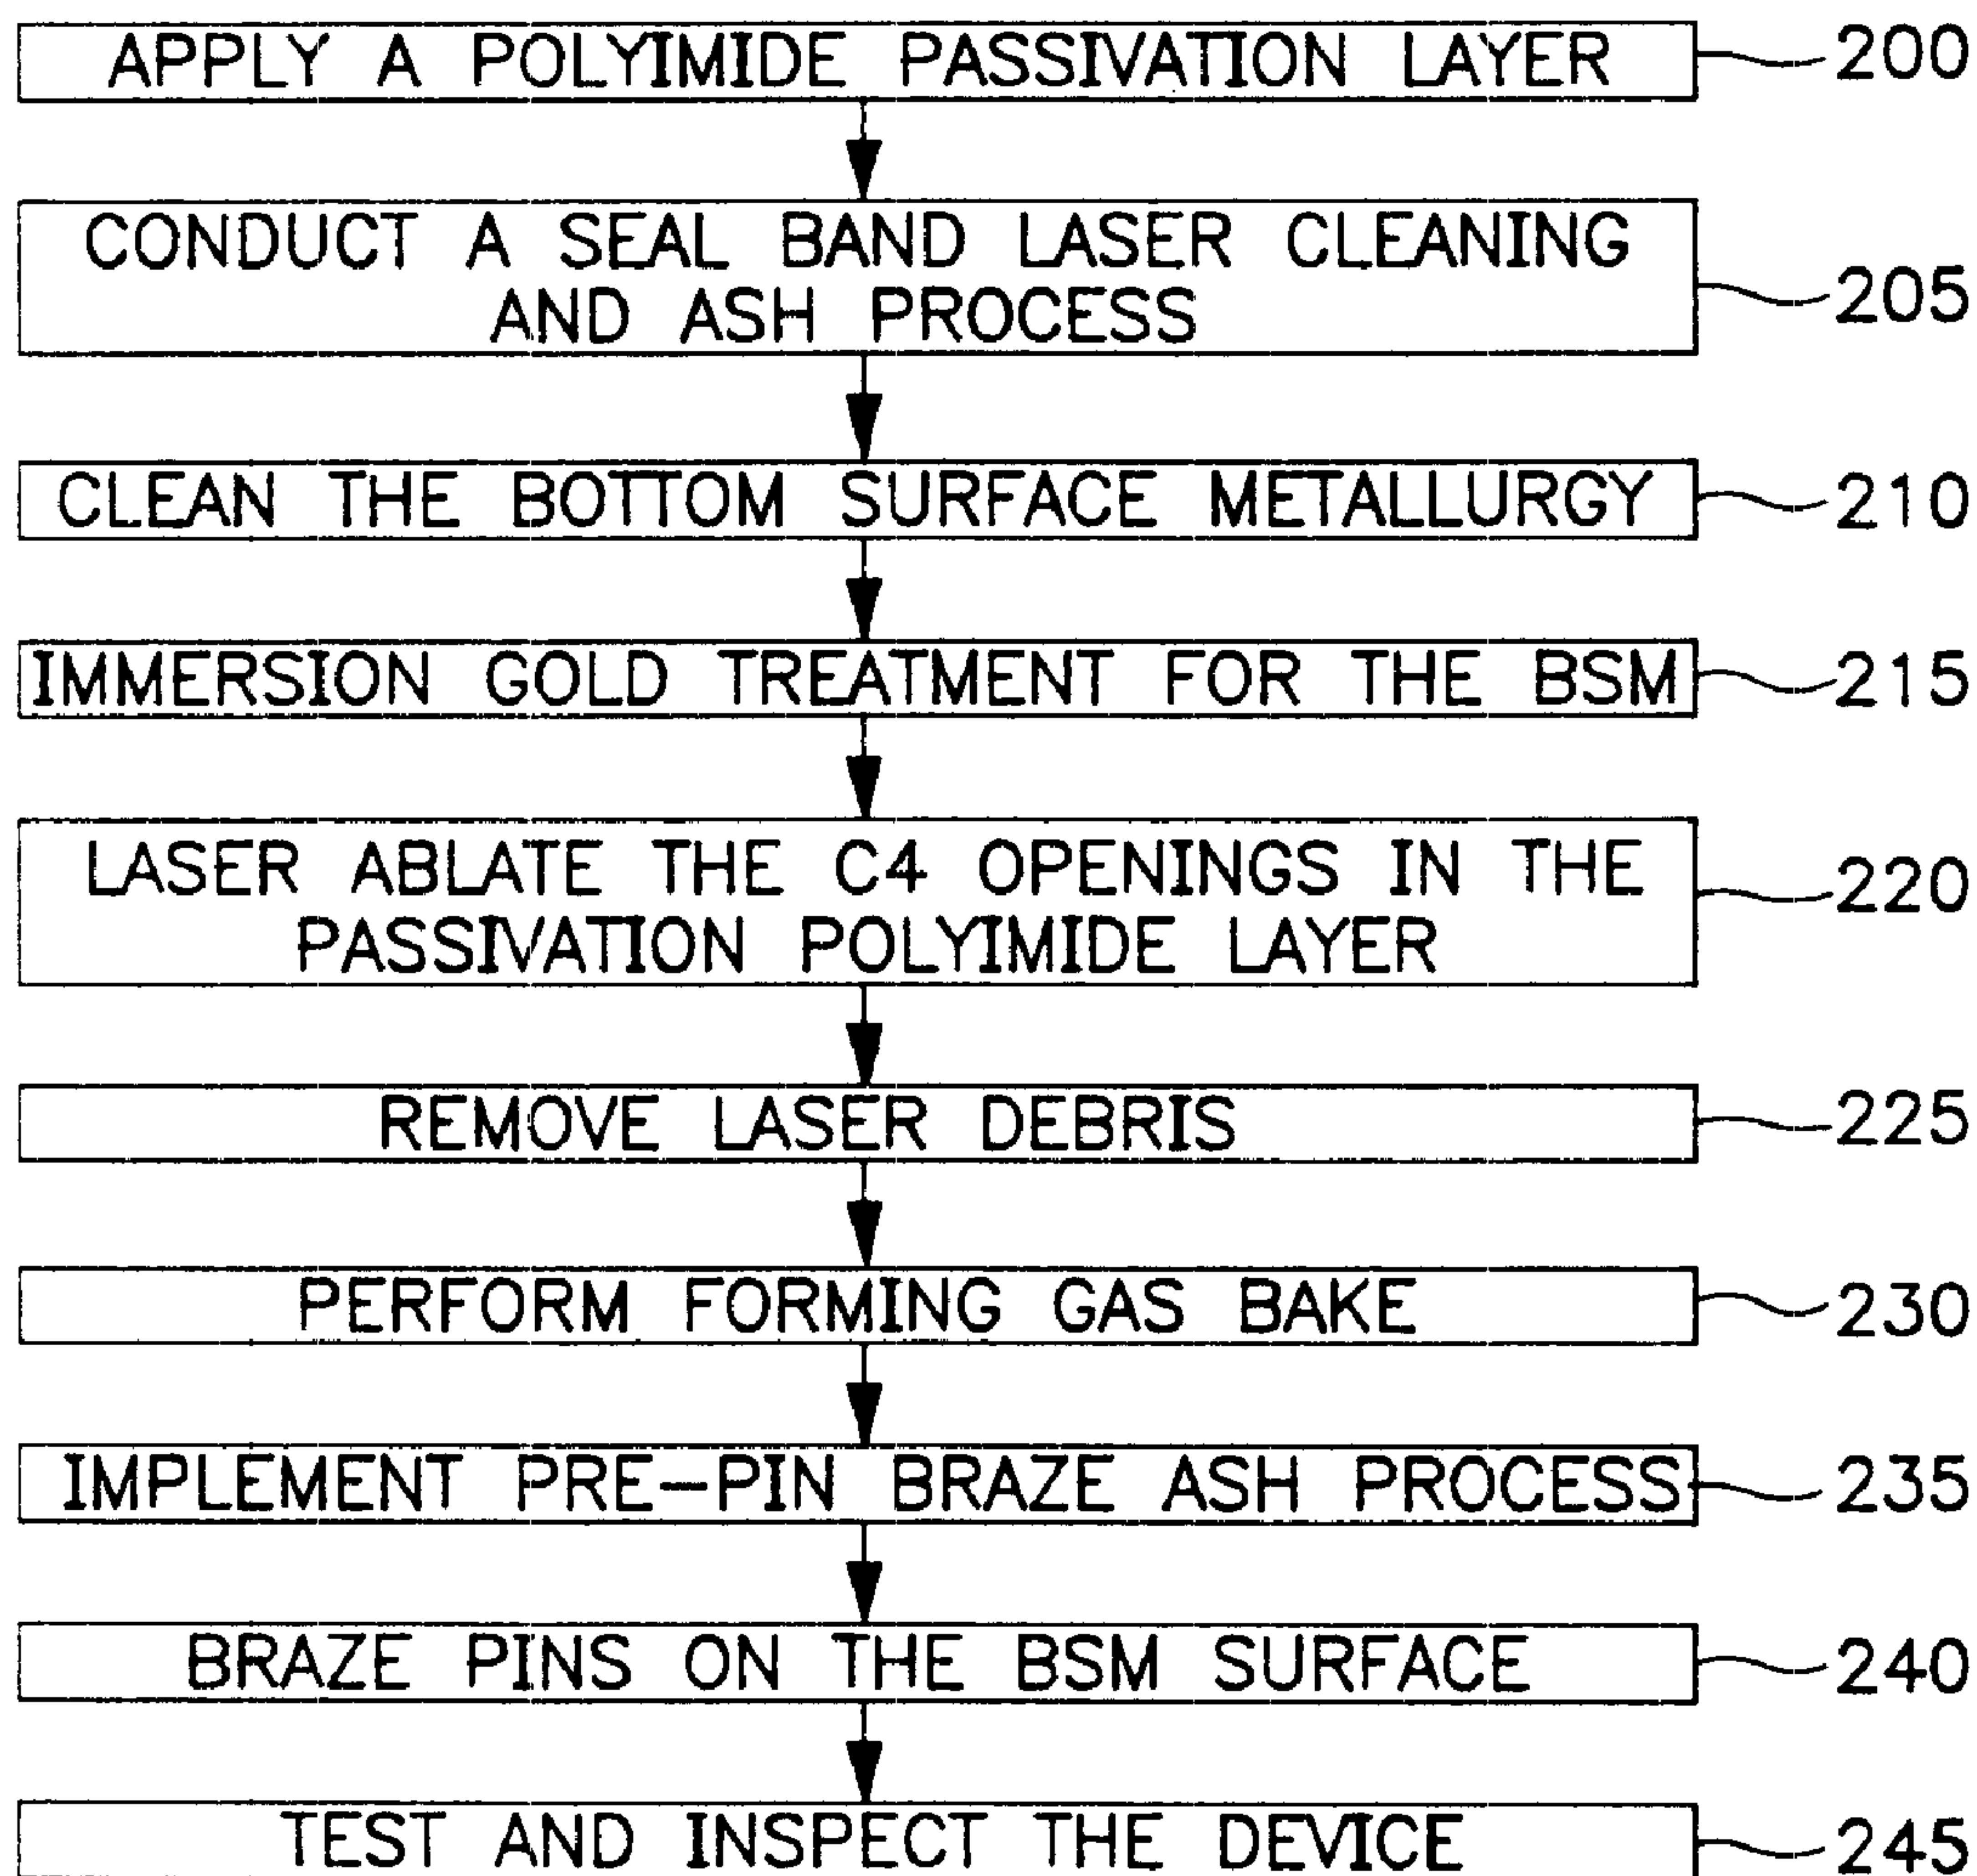 APPLY A POLYIMIDE PASSIVATION LAYER 200
CONDUCT A SEAL BAND LASER CLEANING
AND ASH PROCESS 205
CLEAN THE BOTTOM SURFACE METALLURGY 210
IMMERSION GOLD TREATMENT FOR THE BSM 215
LASER ABLATE THE C4 OPENINGS IN THE
PASSIVATION POLYIMIDE LAYER 220
REMOVE LASER DEBRIS 225
PERFORM FORMING GAS BAKE 230
IMPLEMENT PRE-PIN BRAZE ASH PROCESS 235
BRAZE PINS ON THE BSM SURFACE 240
TEST AND INSPECT THE DEVICE 245